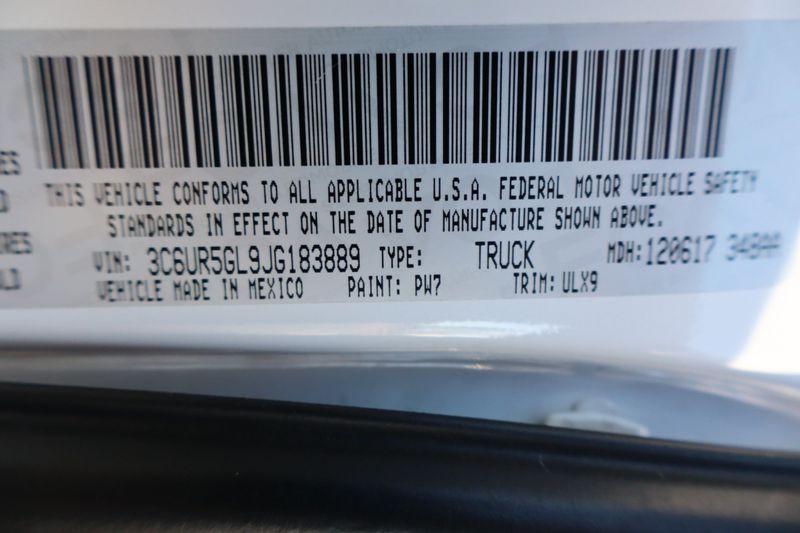 THIS VEHICLE CONFORMS TO ALL APPLICABLE U.S.A. FEDERAL MOTOR VEHICLE SAFETY
STANDARDS IN EFFECT ON THE DATE OF MANUFACTURE SHOWN ABOVE.
VIN: 3C6UR5GL9JG183889 TYPE: TRUCK MDH: 120617 348AA
VEHICLE MADE IN MEXICO PAINT: PW7 TRIM: ULX9